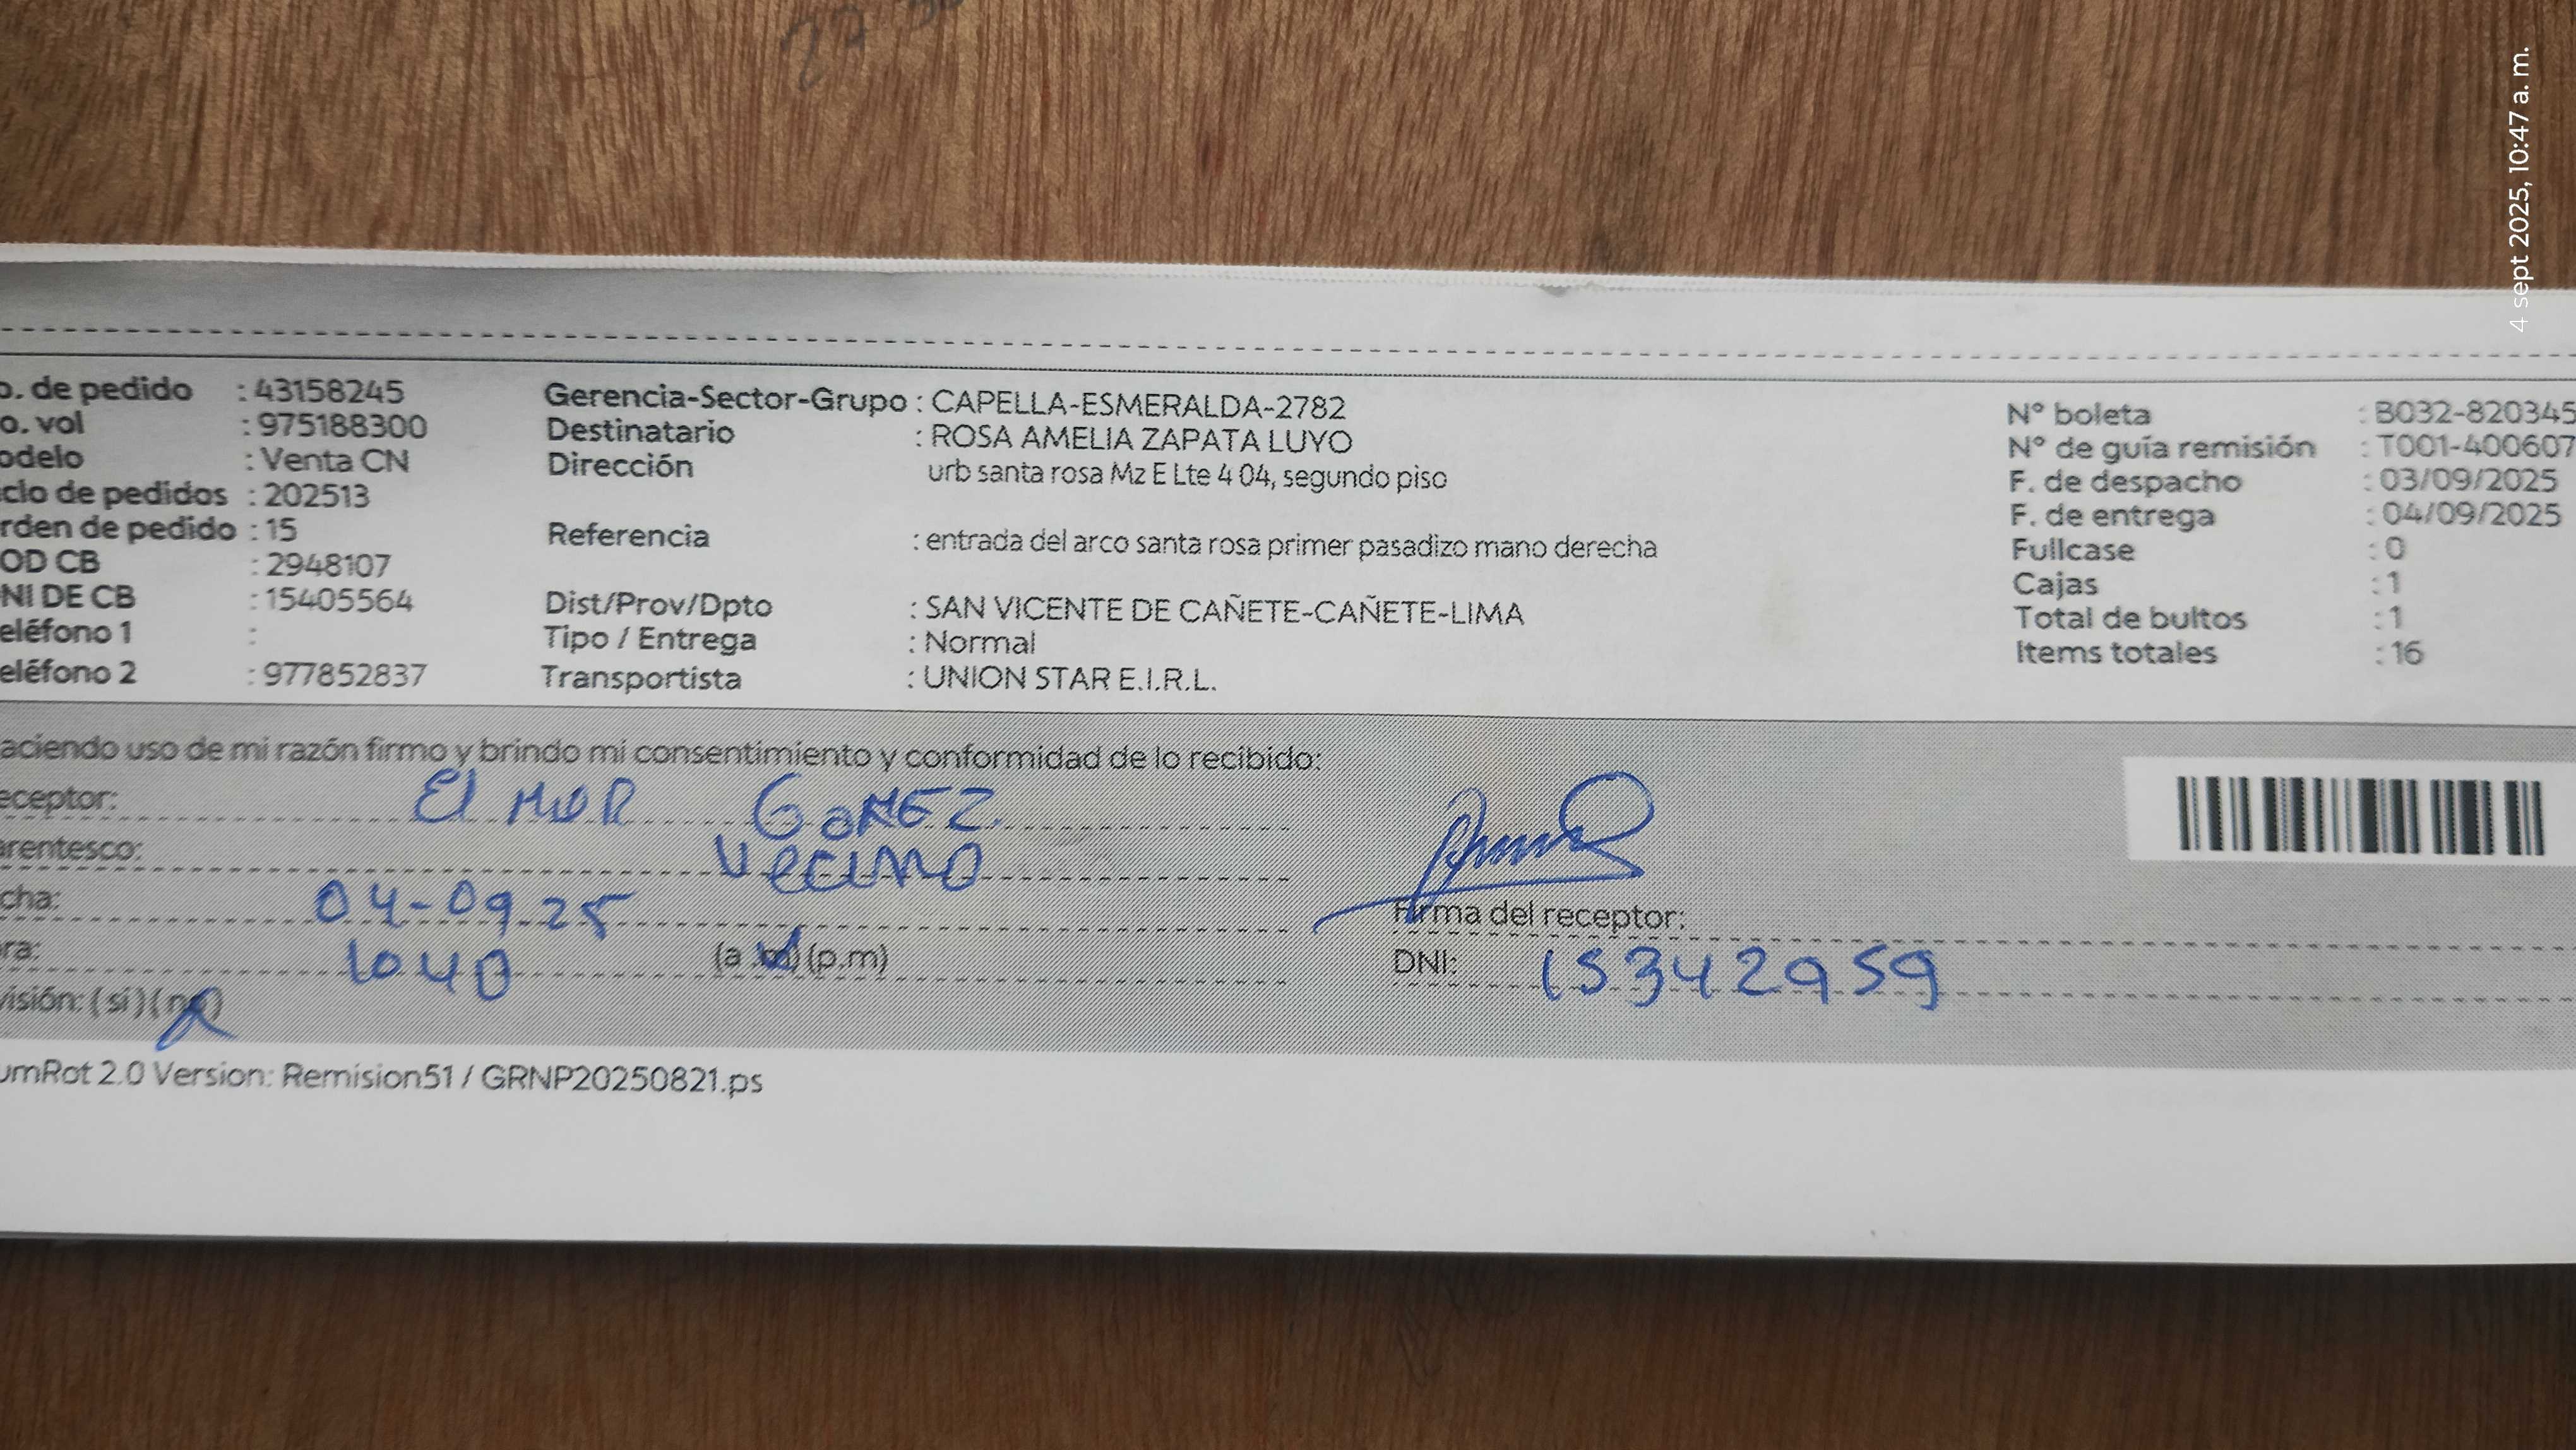 4 sept 2025, 10:47 a. m.
o. de pedido : 43158245 Gerencia-Sector-Grupo : CAPELLA-ESMERALDA-2782 N° boleta : B032-820345
o. vol : 975188300 Destinatario : ROSA AMELIA ZAPATA LUYO N° de guía remisión : T001-400607
odelo : Venta CN Dirección urb santa rosa Mz E Lte 4 04, segundo piso F. de despacho : 03/09/2025
clo de pedidos : 202513 F. de entrega : 04/09/2025
rden de pedido : 15 Referencia : entrada del arco santa rosa primer pasadizo mano derecha Fullcase : 0
OD CB : 2948107 Cajas : 1
NI DE CB : 15405564 Dist/Prov/Dpto : SAN VICENTE DE CAÑETE-CAÑETE-LIMA Total de bultos : 1
eléfono 1 : Tipo / Entrega : Normal Items totales : 16
eléfono 2 : 977852837 Transportista : UNION STAR E.I.R.L.
aciendo uso de mi razón firmo y brindo mi consentimiento y conformidad de lo recibido:
eceptor: El MER GOMEZ
arentesco: Vecino
cha: 04-09-25 Firma del receptor:
ra: 1040 (a.m) (p.m) DNI: 15342959
visión: (si) (no)
umRot 2.0 Version: Remision51 / GRNP20250821.ps